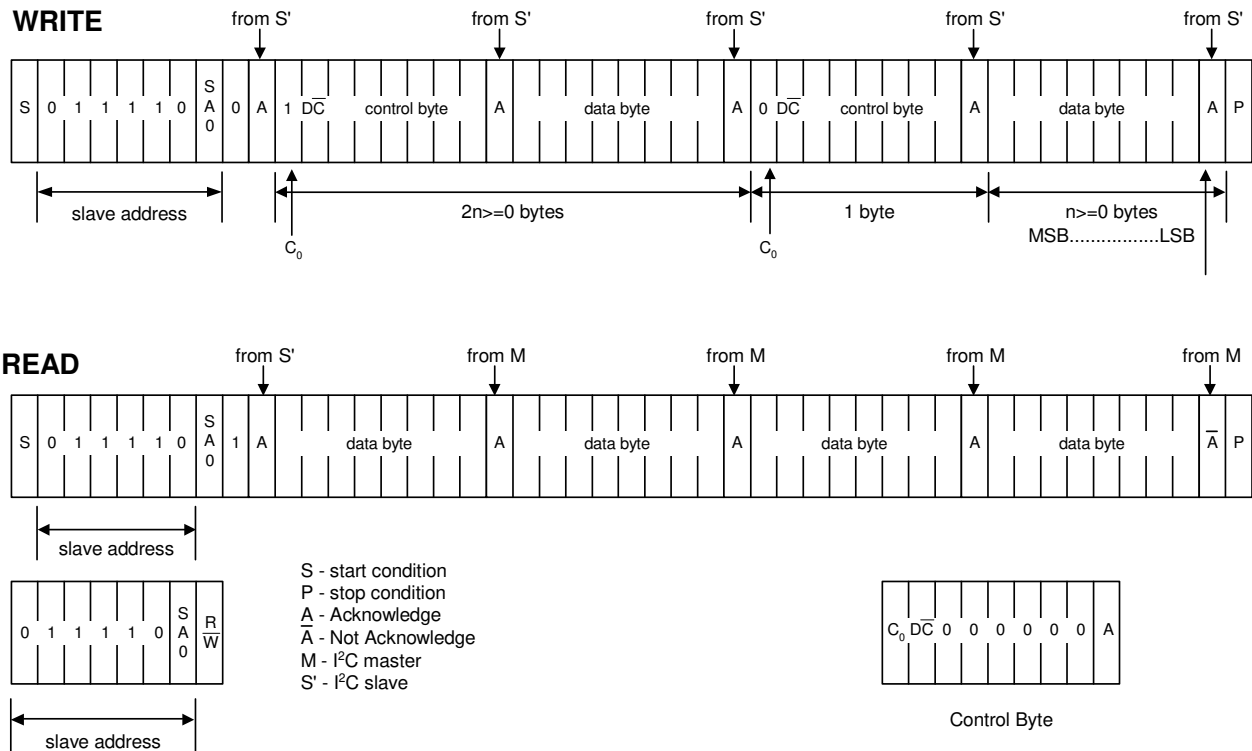 WRITE
from S' from S' from S' from S' from S'
S 0 1 1 1 1 0 SA0 0 A 1 DC̅ control byte A data byte A 0 DC̅ control byte A data byte A P
slave address 2n>=0 bytes 1 byte n>=0 bytes
MSB.................LSB
C₀ C₀
READ
from S' from M from M from M from M
S 0 1 1 1 1 0 SA0 1 A data byte A data byte A data byte A data byte A̅ P
slave address
S - start condition
P - stop condition
A - Acknowledge
A̅ - Not Acknowledge
M - I²C master
S' - I²C slave
0 1 1 1 1 0 SA0 R/W̅
slave address
C₀ DC̅ 0 0 0 0 0 0 A
Control Byte